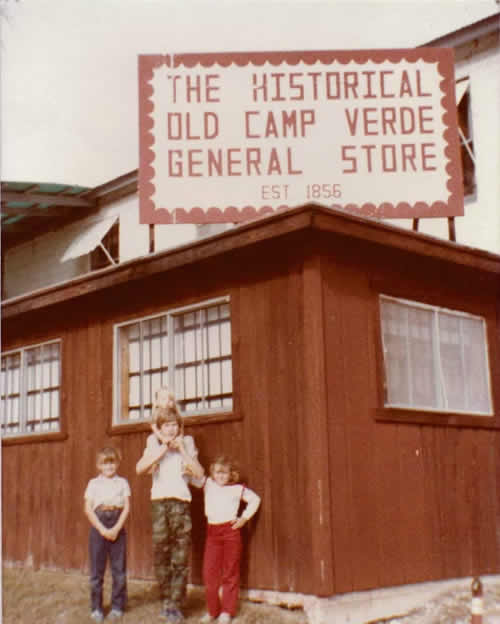 THE HISTORICAL
OLD CAMP VERDE
GENERAL STORE
EST 1856